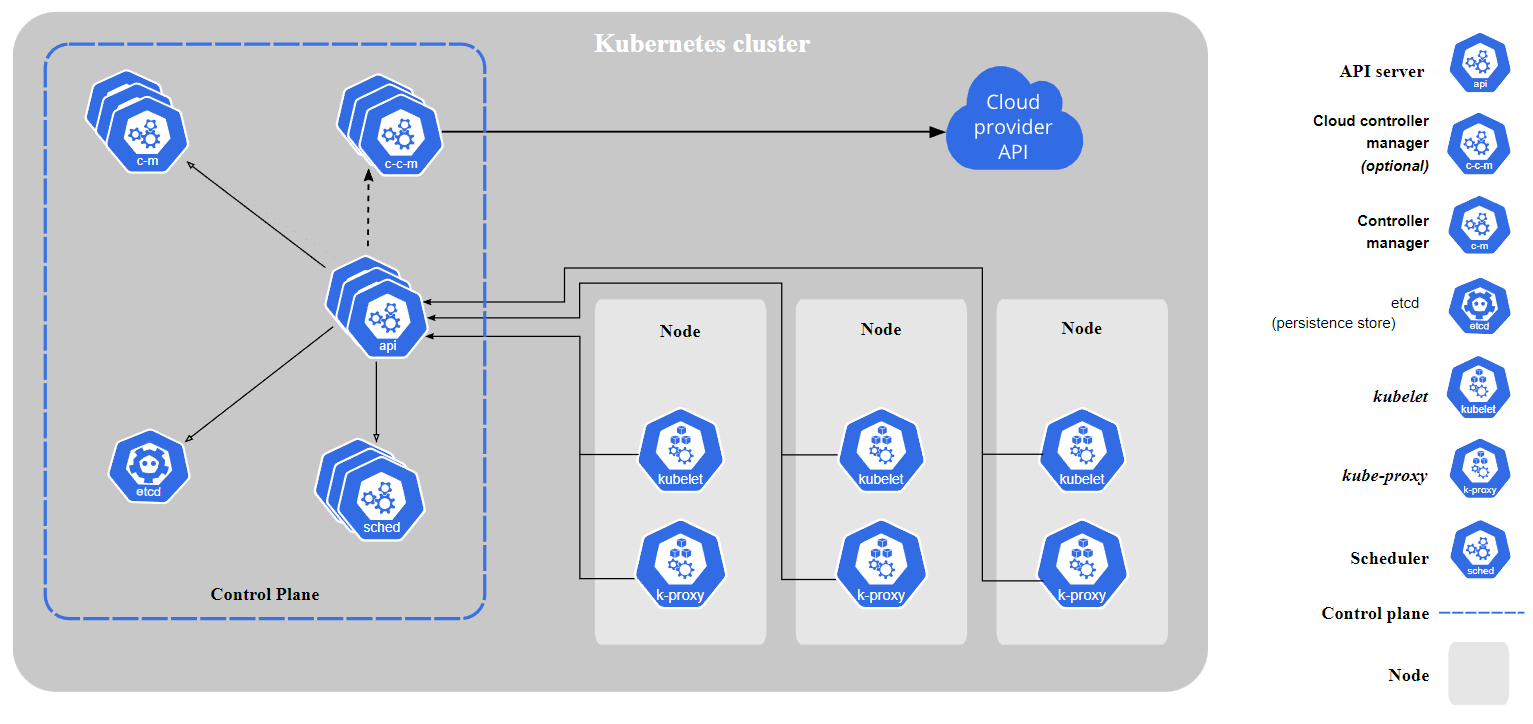 Kubernetes cluster
c-m
c-c-m
Cloud
provider
API
api
etcd
sched
Control Plane
Node
kubelet
k-proxy
Node
kubelet
k-proxy
Node
kubelet
k-proxy
API server
api
Cloud controller
manager
(optional)
c-c-m
Controller
manager
c-m
etcd
(persistence store)
etcd
kubelet
kubelet
kube-proxy
k-proxy
Scheduler
sched
Control plane
Node